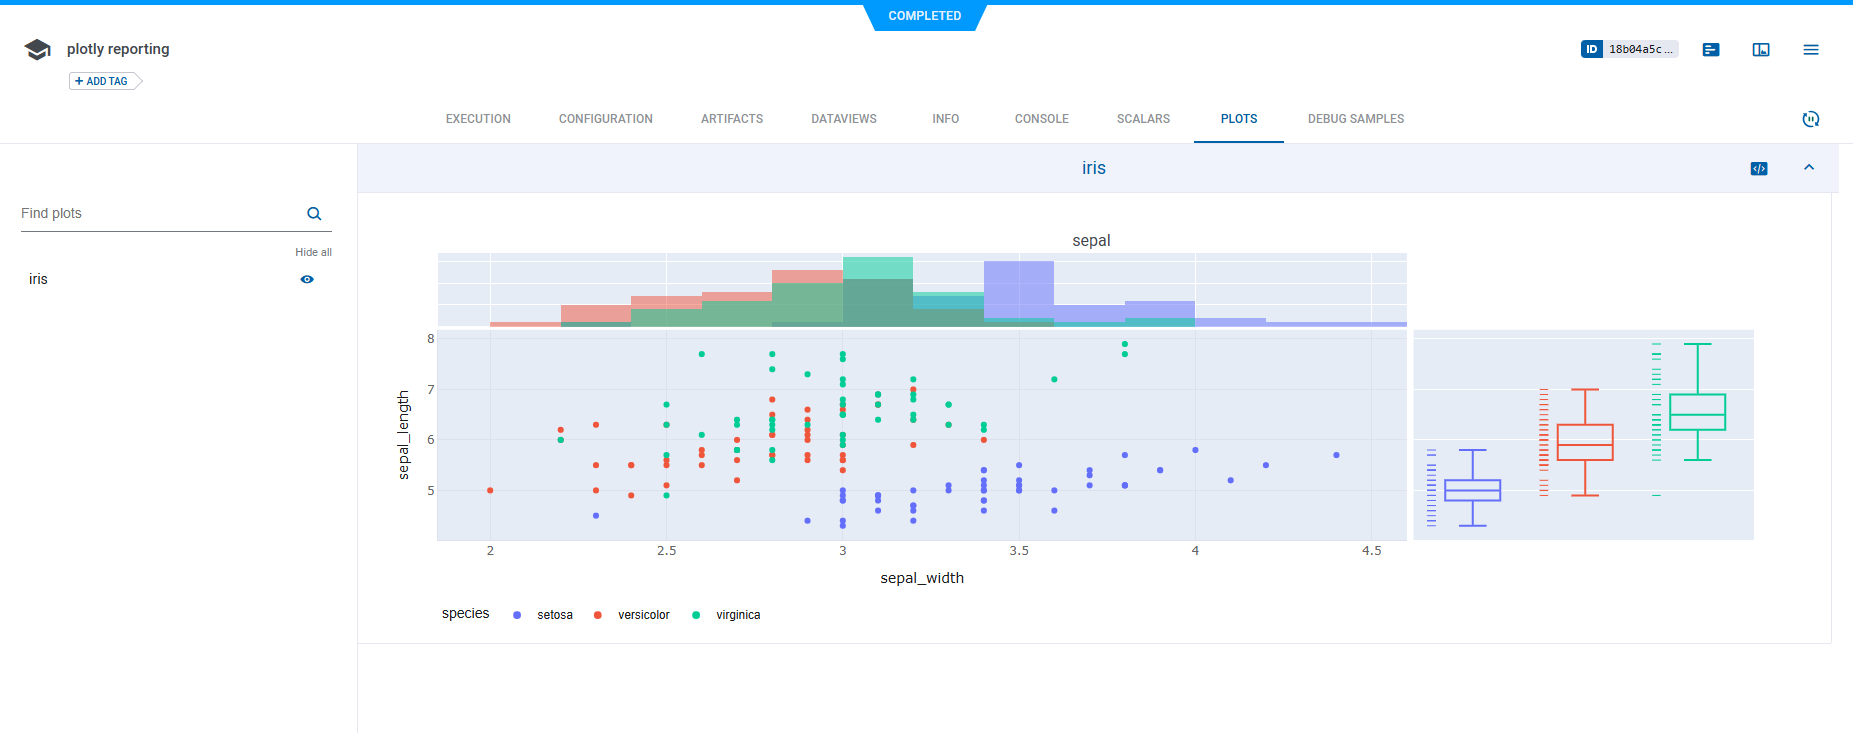 COMPLETED
plotly reporting
ID 18b04a5c...
+ ADD TAG
EXECUTION CONFIGURATION ARTIFACTS DATAVIEWS INFO CONSOLE SCALARS PLOTS DEBUG SAMPLES
iris
Find plots
Hide all
iris
sepal
8
7
6
5
sepal_length
2 2.5 3 3.5 4 4.5
sepal_width
species setosa versicolor virginica